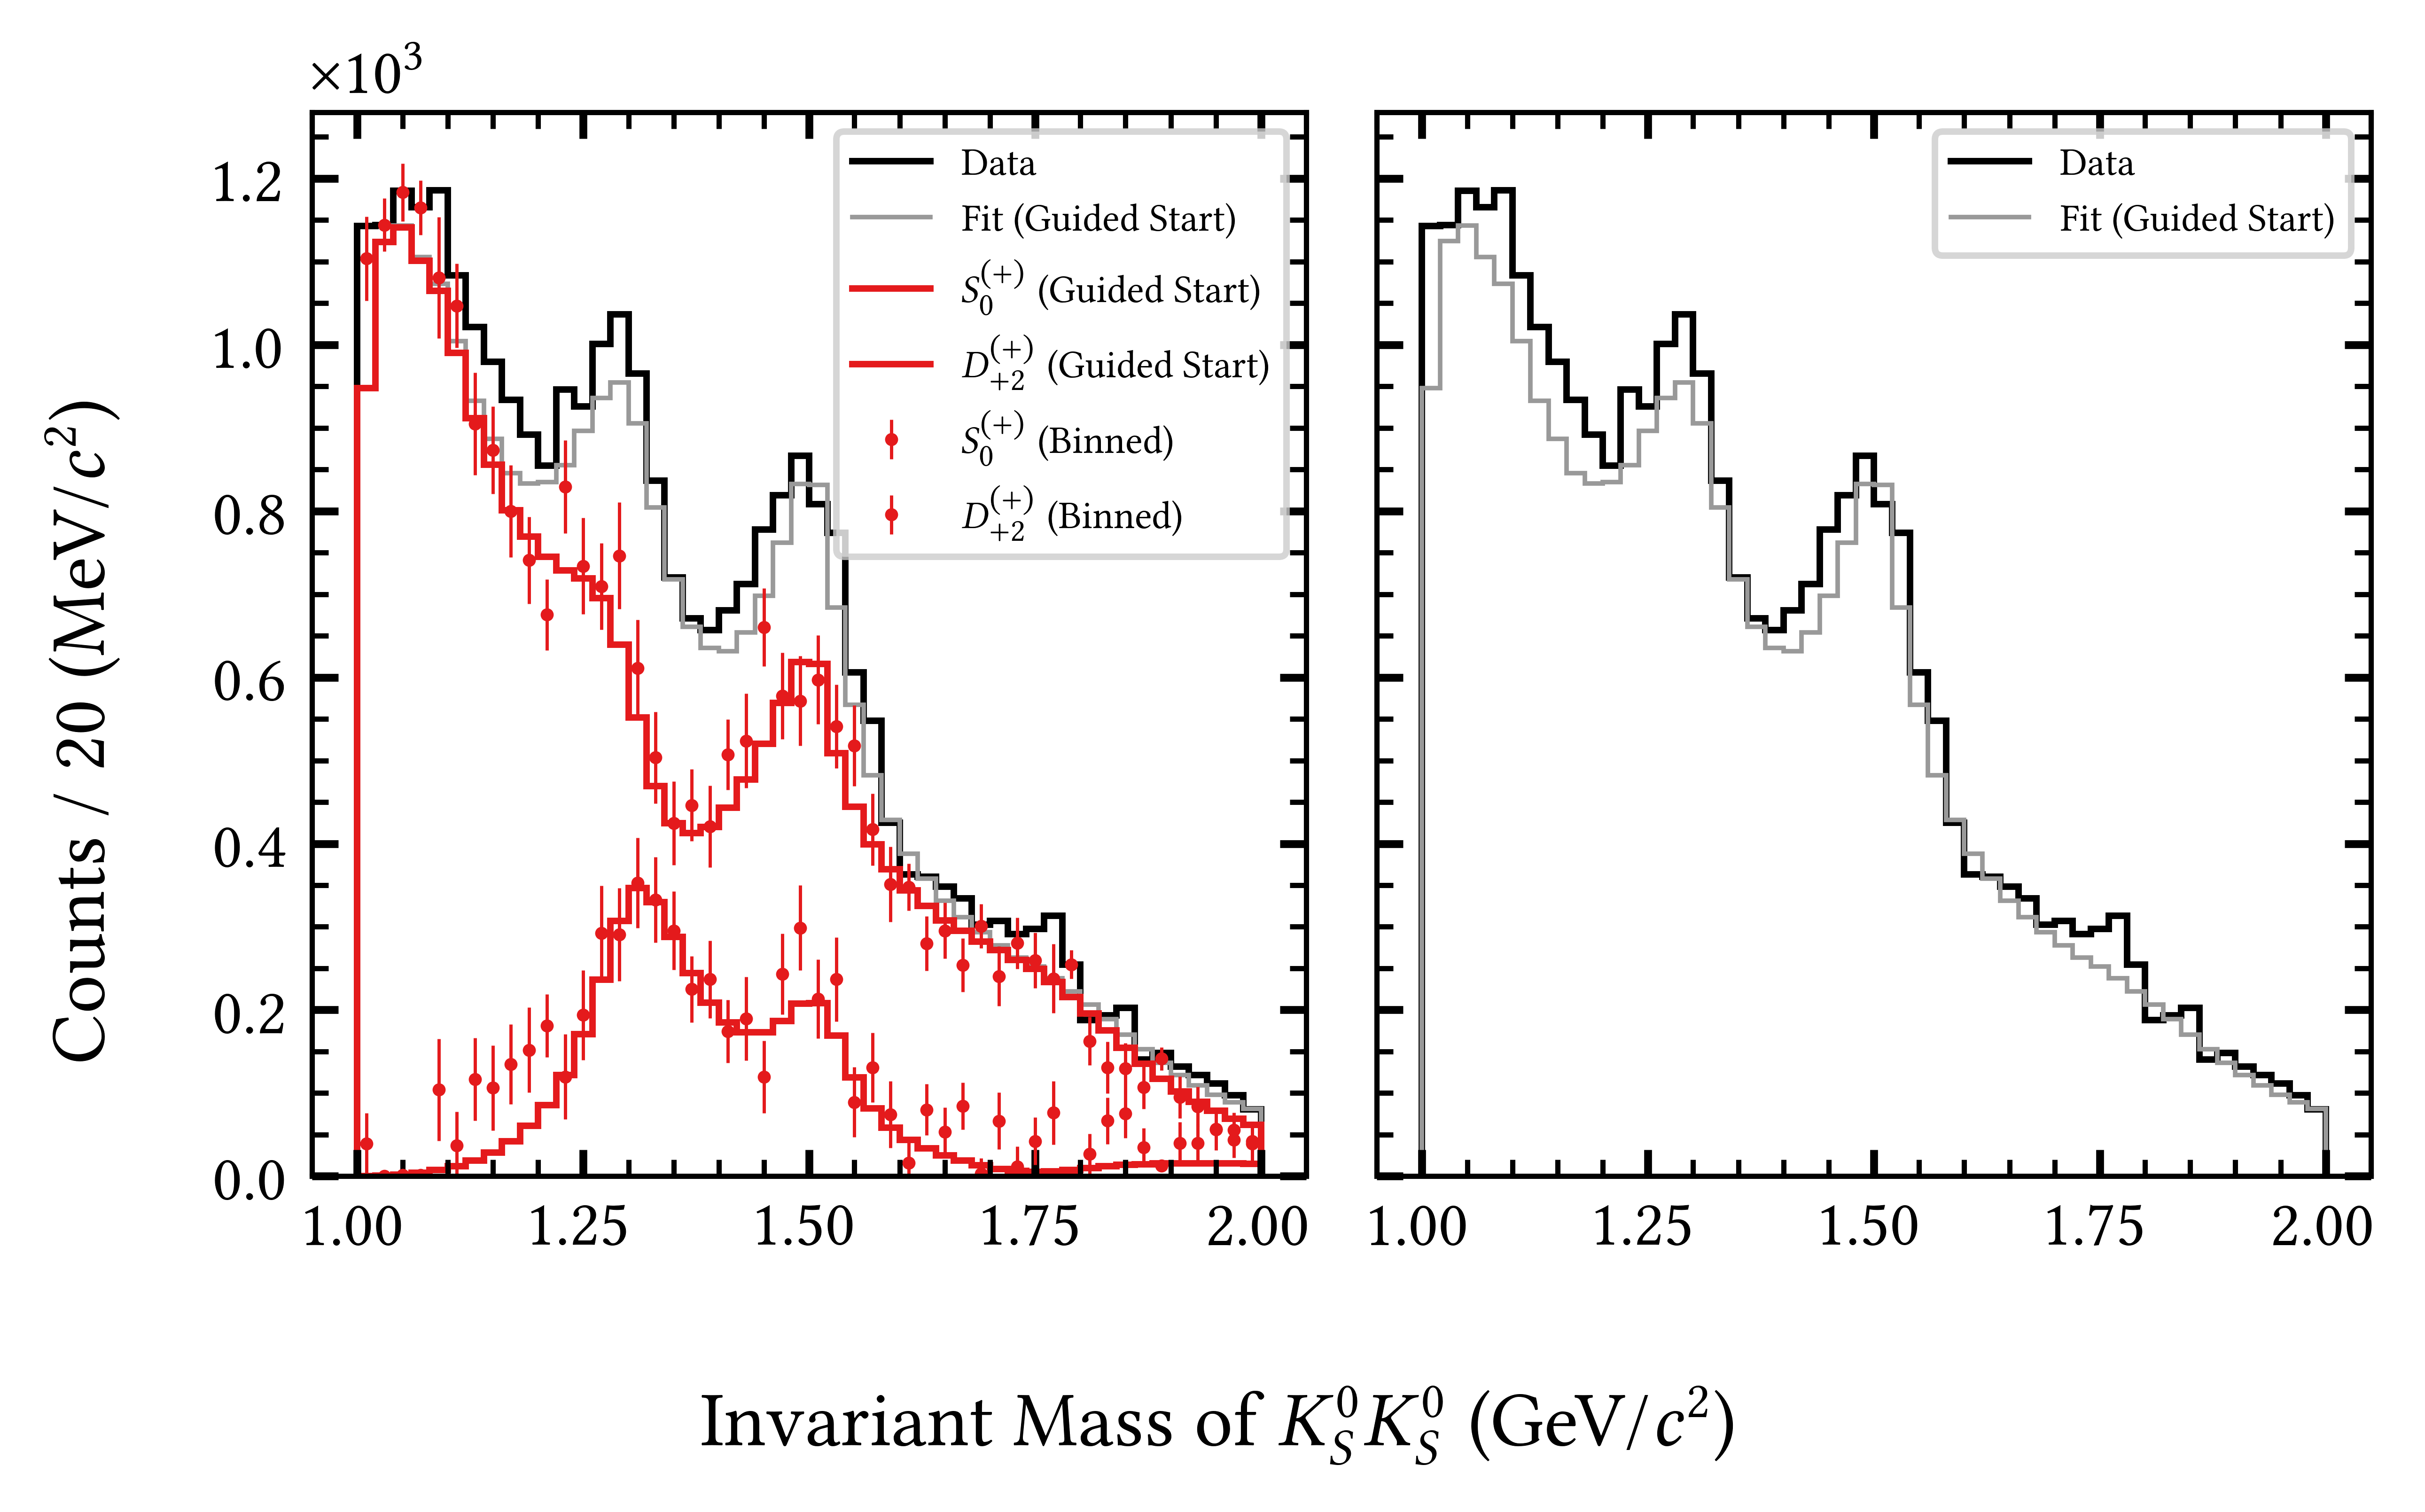 ×10³
Counts / 20 (MeV/c²)
1.2
1.0
0.8
0.6
0.4
0.2
0.0
Data
Fit (Guided Start)
S₀⁽⁺⁾ (Guided Start)
D₊₂⁽⁺⁾ (Guided Start)
S₀⁽⁺⁾ (Binned)
D₊₂⁽⁺⁾ (Binned)
1.00 1.25 1.50 1.75 2.00
Data
Fit (Guided Start)
1.00 1.25 1.50 1.75 2.00
Invariant Mass of K_S⁰K_S⁰ (GeV/c²)